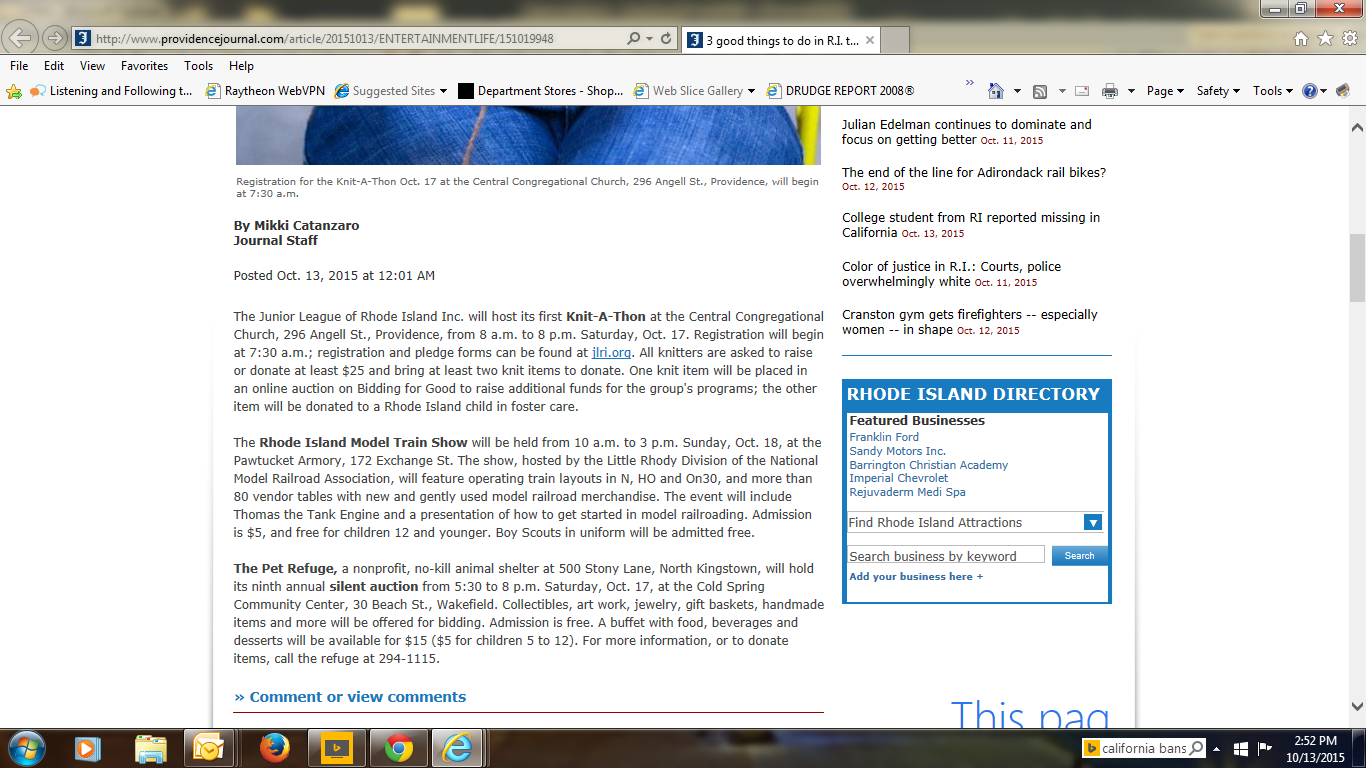 http://www.providencejournal.com/article/20151013/ENTERTAINMENTLIFE/151019948
3 good things to do in R.I. t...
File Edit View Favorites Tools Help
Listening and Following t...
Raytheon WebVPN
Suggested Sites
Department Stores - Shop...
Web Slice Gallery
DRUDGE REPORT 2008®
»
Page
Safety
Tools
Registration for the Knit-A-Thon Oct. 17 at the Central Congregational Church, 296 Angell St., Providence, will begin
at 7:30 a.m.
By Mikki Catanzaro
Journal Staff
Posted Oct. 13, 2015 at 12:01 AM
The Junior League of Rhode Island Inc. will host its first Knit-A-Thon at the Central Congregational
Church, 296 Angell St., Providence, from 8 a.m. to 8 p.m. Saturday, Oct. 17. Registration will begin
at 7:30 a.m.; registration and pledge forms can be found at jlri.org. All knitters are asked to raise
or donate at least $25 and bring at least two knit items to donate. One knit item will be placed in
an online auction on Bidding for Good to raise additional funds for the group's programs; the other
item will be donated to a Rhode Island child in foster care.
The Rhode Island Model Train Show will be held from 10 a.m. to 3 p.m. Sunday, Oct. 18, at the
Pawtucket Armory, 172 Exchange St. The show, hosted by the Little Rhody Division of the National
Model Railroad Association, will feature operating train layouts in N, HO and On30, and more than
80 vendor tables with new and gently used model railroad merchandise. The event will include
Thomas the Tank Engine and a presentation of how to get started in model railroading. Admission
is $5, and free for children 12 and younger. Boy Scouts in uniform will be admitted free.
The Pet Refuge, a nonprofit, no-kill animal shelter at 500 Stony Lane, North Kingstown, will hold
its ninth annual silent auction from 5:30 to 8 p.m. Saturday, Oct. 17, at the Cold Spring
Community Center, 30 Beach St., Wakefield. Collectibles, art work, jewelry, gift baskets, handmade
items and more will be offered for bidding. Admission is free. A buffet with food, beverages and
desserts will be available for $15 ($5 for children 5 to 12). For more information, or to donate
items, call the refuge at 294-1115.
» Comment or view comments
Julian Edelman continues to dominate and
focus on getting better Oct. 11, 2015
The end of the line for Adirondack rail bikes?
Oct. 12, 2015
College student from RI reported missing in
California Oct. 13, 2015
Color of justice in R.I.: Courts, police
overwhelmingly white Oct. 11, 2015
Cranston gym gets firefighters -- especially
women -- in shape Oct. 12, 2015
RHODE ISLAND DIRECTORY
Featured Businesses
Franklin Ford
Sandy Motors Inc.
Barrington Christian Academy
Imperial Chevrolet
Rejuvaderm Medi Spa
Find Rhode Island Attractions
Search business by keyword
Search
Add your business here +
This pag
california bans
2:52 PM
10/13/2015